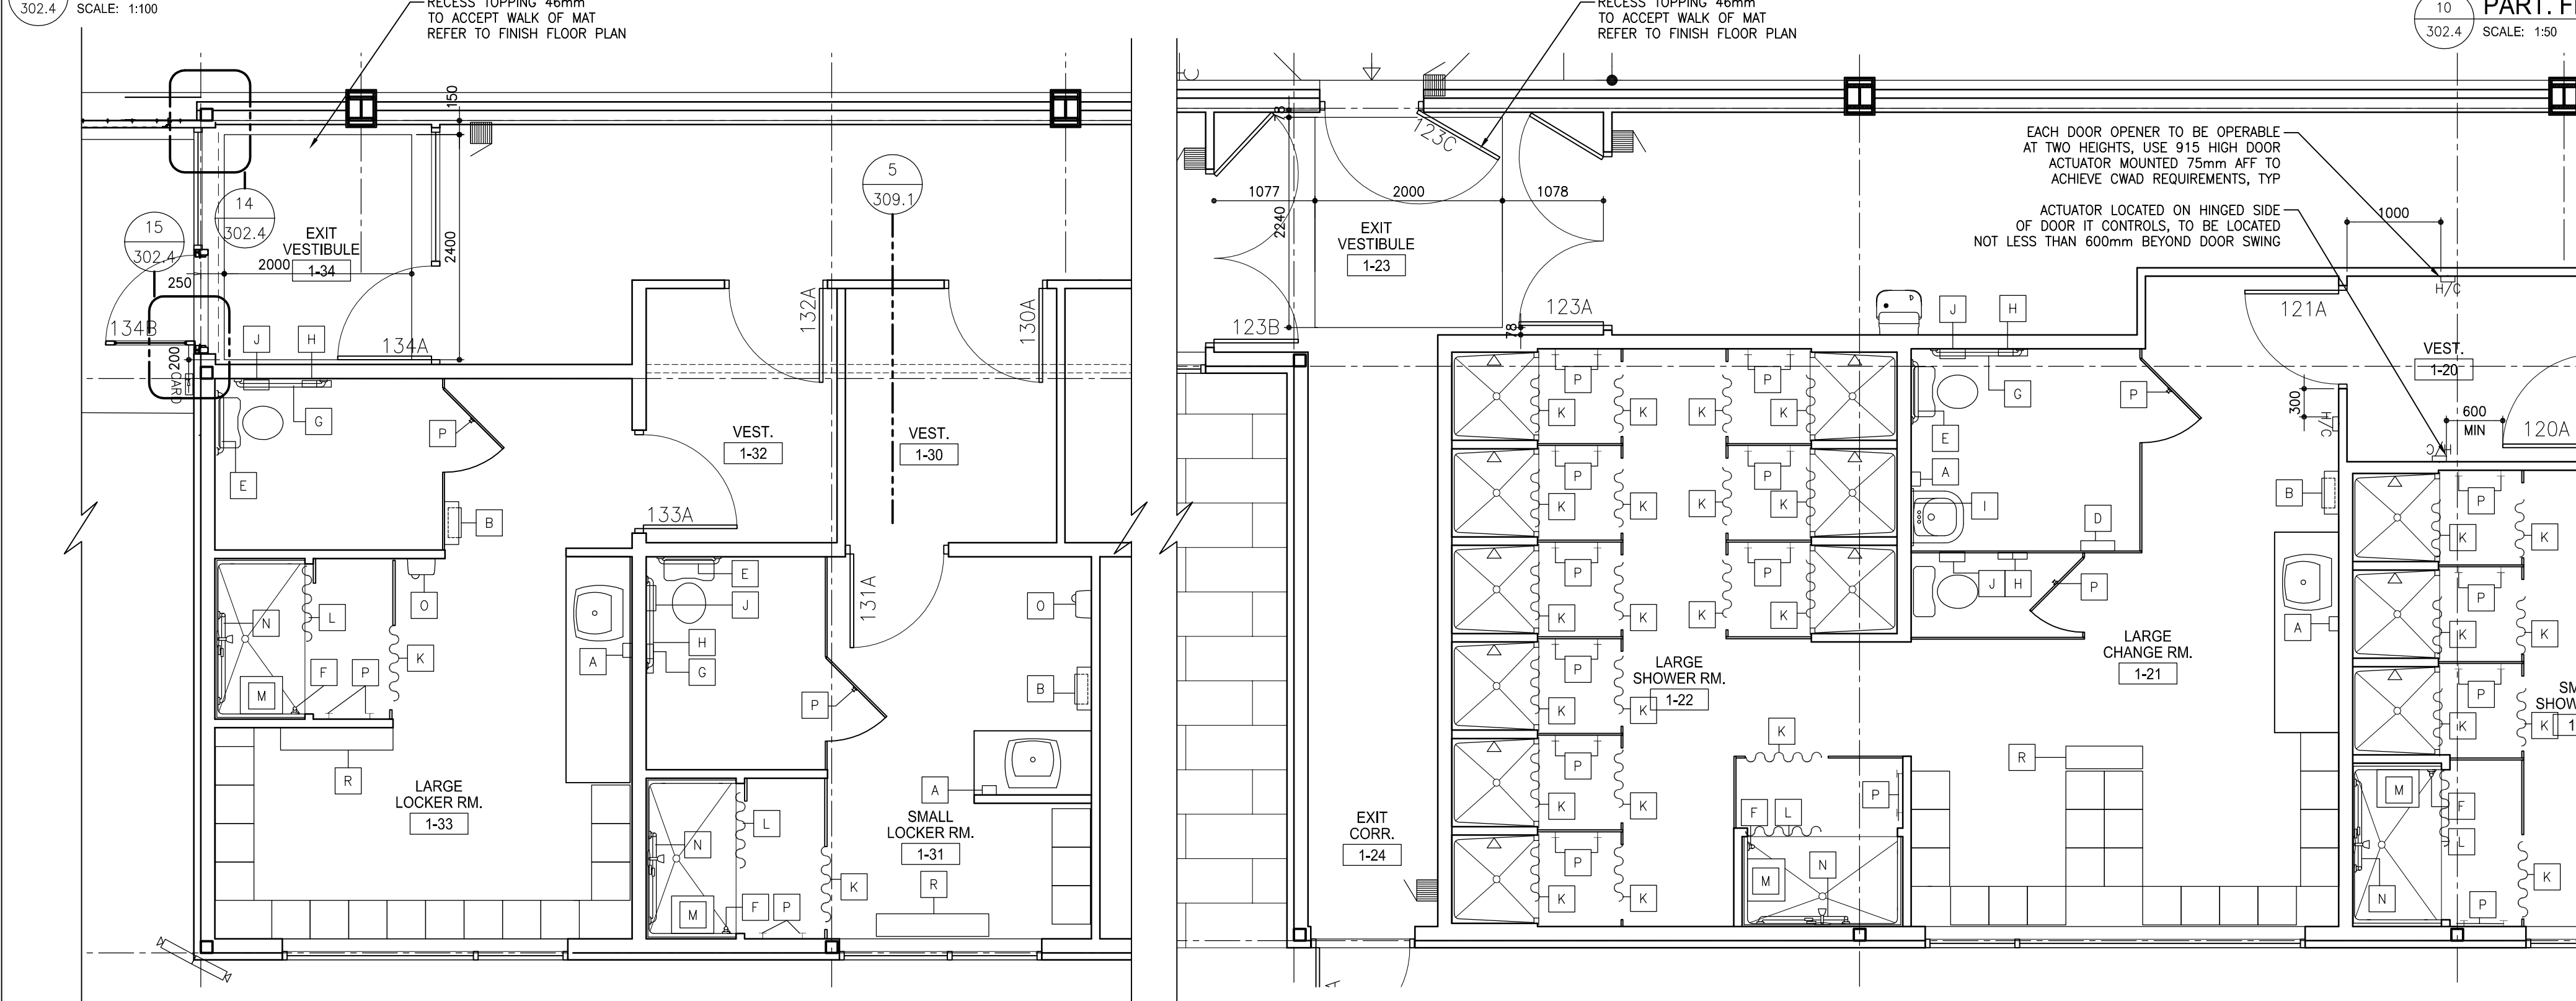 302.4
SCALE: 1:100
RECESS TOPPING 46mm
TO ACCEPT WALK OF MAT
REFER TO FINISH FLOOR PLAN
150
14
302.4
15
302.4
EXIT
VESTIBULE
1-34
2000
2400
250
134B
200
CARD
J
H
134A
G
E
P
B
5
309.1
132A
130A
VEST.
1-32
VEST.
1-30
133A
131A
N
L
O
K
F
P
M
A
R
LARGE
LOCKER RM.
1-33
E
J
H
G
P
O
B
A
N
L
K
M
F
P
SMALL
LOCKER RM.
1-31
R
RECESS TOPPING 46mm
TO ACCEPT WALK OF MAT
REFER TO FINISH FLOOR PLAN
78
123C
1077
2000
1078
2240
EXIT
VESTIBULE
1-23
123B
123A
78
10
302.4
PART. F
SCALE: 1:50
EACH DOOR OPENER TO BE OPERABLE
AT TWO HEIGHTS, USE 915 HIGH DOOR
ACTUATOR MOUNTED 75mm AFF TO
ACHIEVE CWAD REQUIREMENTS, TYP
ACTUATOR LOCATED ON HINGED SIDE
OF DOOR IT CONTROLS, TO BE LOCATED
NOT LESS THAN 600mm BEYOND DOOR SWING
1000
H/C
121A
VEST.
1-20
300
H/C
600
MIN
H/C
120A
D
J
H
G
P
E
A
I
D
B
J
H
P
A
P
K
K
K
P
K
P
K
K
K
P
K
P
K
K
K
P
K
P
K
K
P
K
K
P
K
K
LARGE
SHOWER RM.
1-22
K
F
L
P
M
N
EXIT
CORR.
1-24
LARGE
CHANGE RM.
1-21
R
P
K
K
P
K
K
P
K
K
M
F
L
N
P
K
SM
SHOW
1